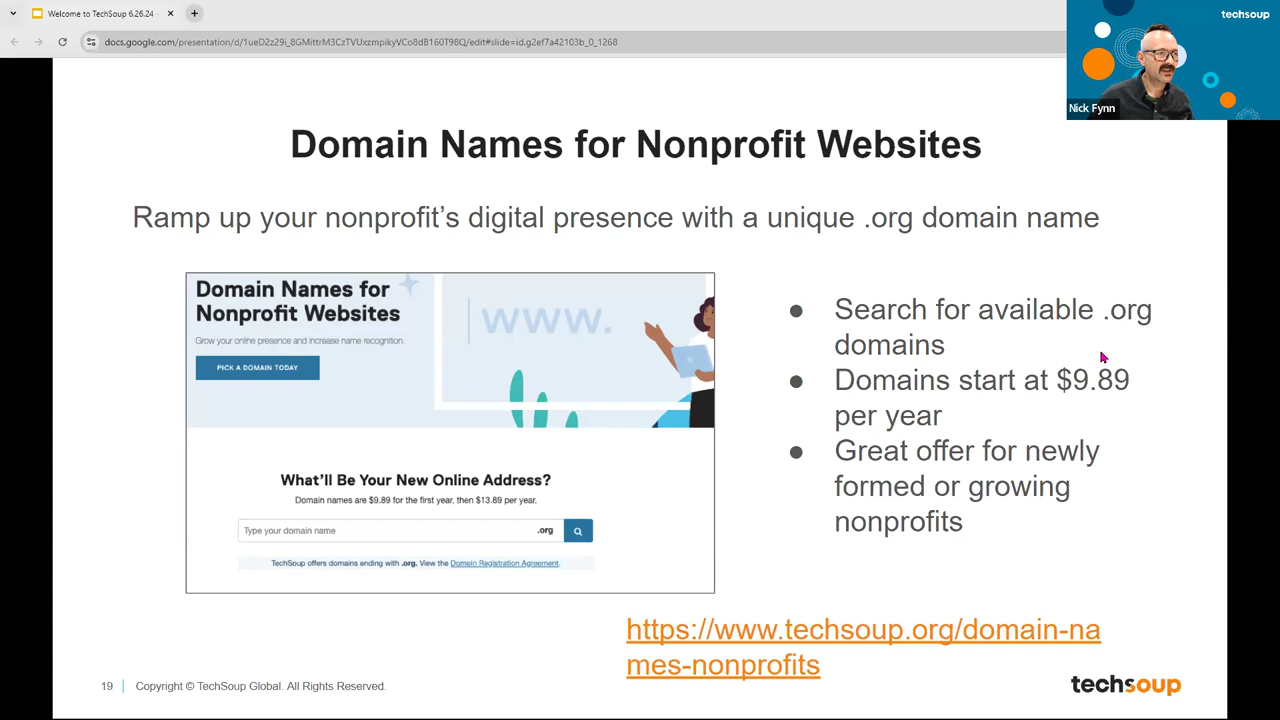 Welcome to TechSoup 6.26.24
docs.google.com/presentation/d/1ueD2z29i_8GMittrM3CzTVUxzmpikyVCo8dB160T98Q/edit#slide=id.g2ef7a42103b_0_1268
techsoup
Nick Fynn
Domain Names for Nonprofit Websites
Ramp up your nonprofit's digital presence with a unique .org domain name
Domain Names for
Nonprofit Websites
Grow your online presence and increase name recognition.
PICK A DOMAIN TODAY
www.
What'll Be Your New Online Address?
Domain names are $9.89 for the first year, then $13.89 per year.
Type your domain name .org
TechSoup offers domains ending with .org. View the Domain Registration Agreement.
● Search for available .org
domains
● Domains start at $9.89
per year
● Great offer for newly
formed or growing
nonprofits
https://www.techsoup.org/domain-na
mes-nonprofits
19 | Copyright © TechSoup Global. All Rights Reserved.
techsoup